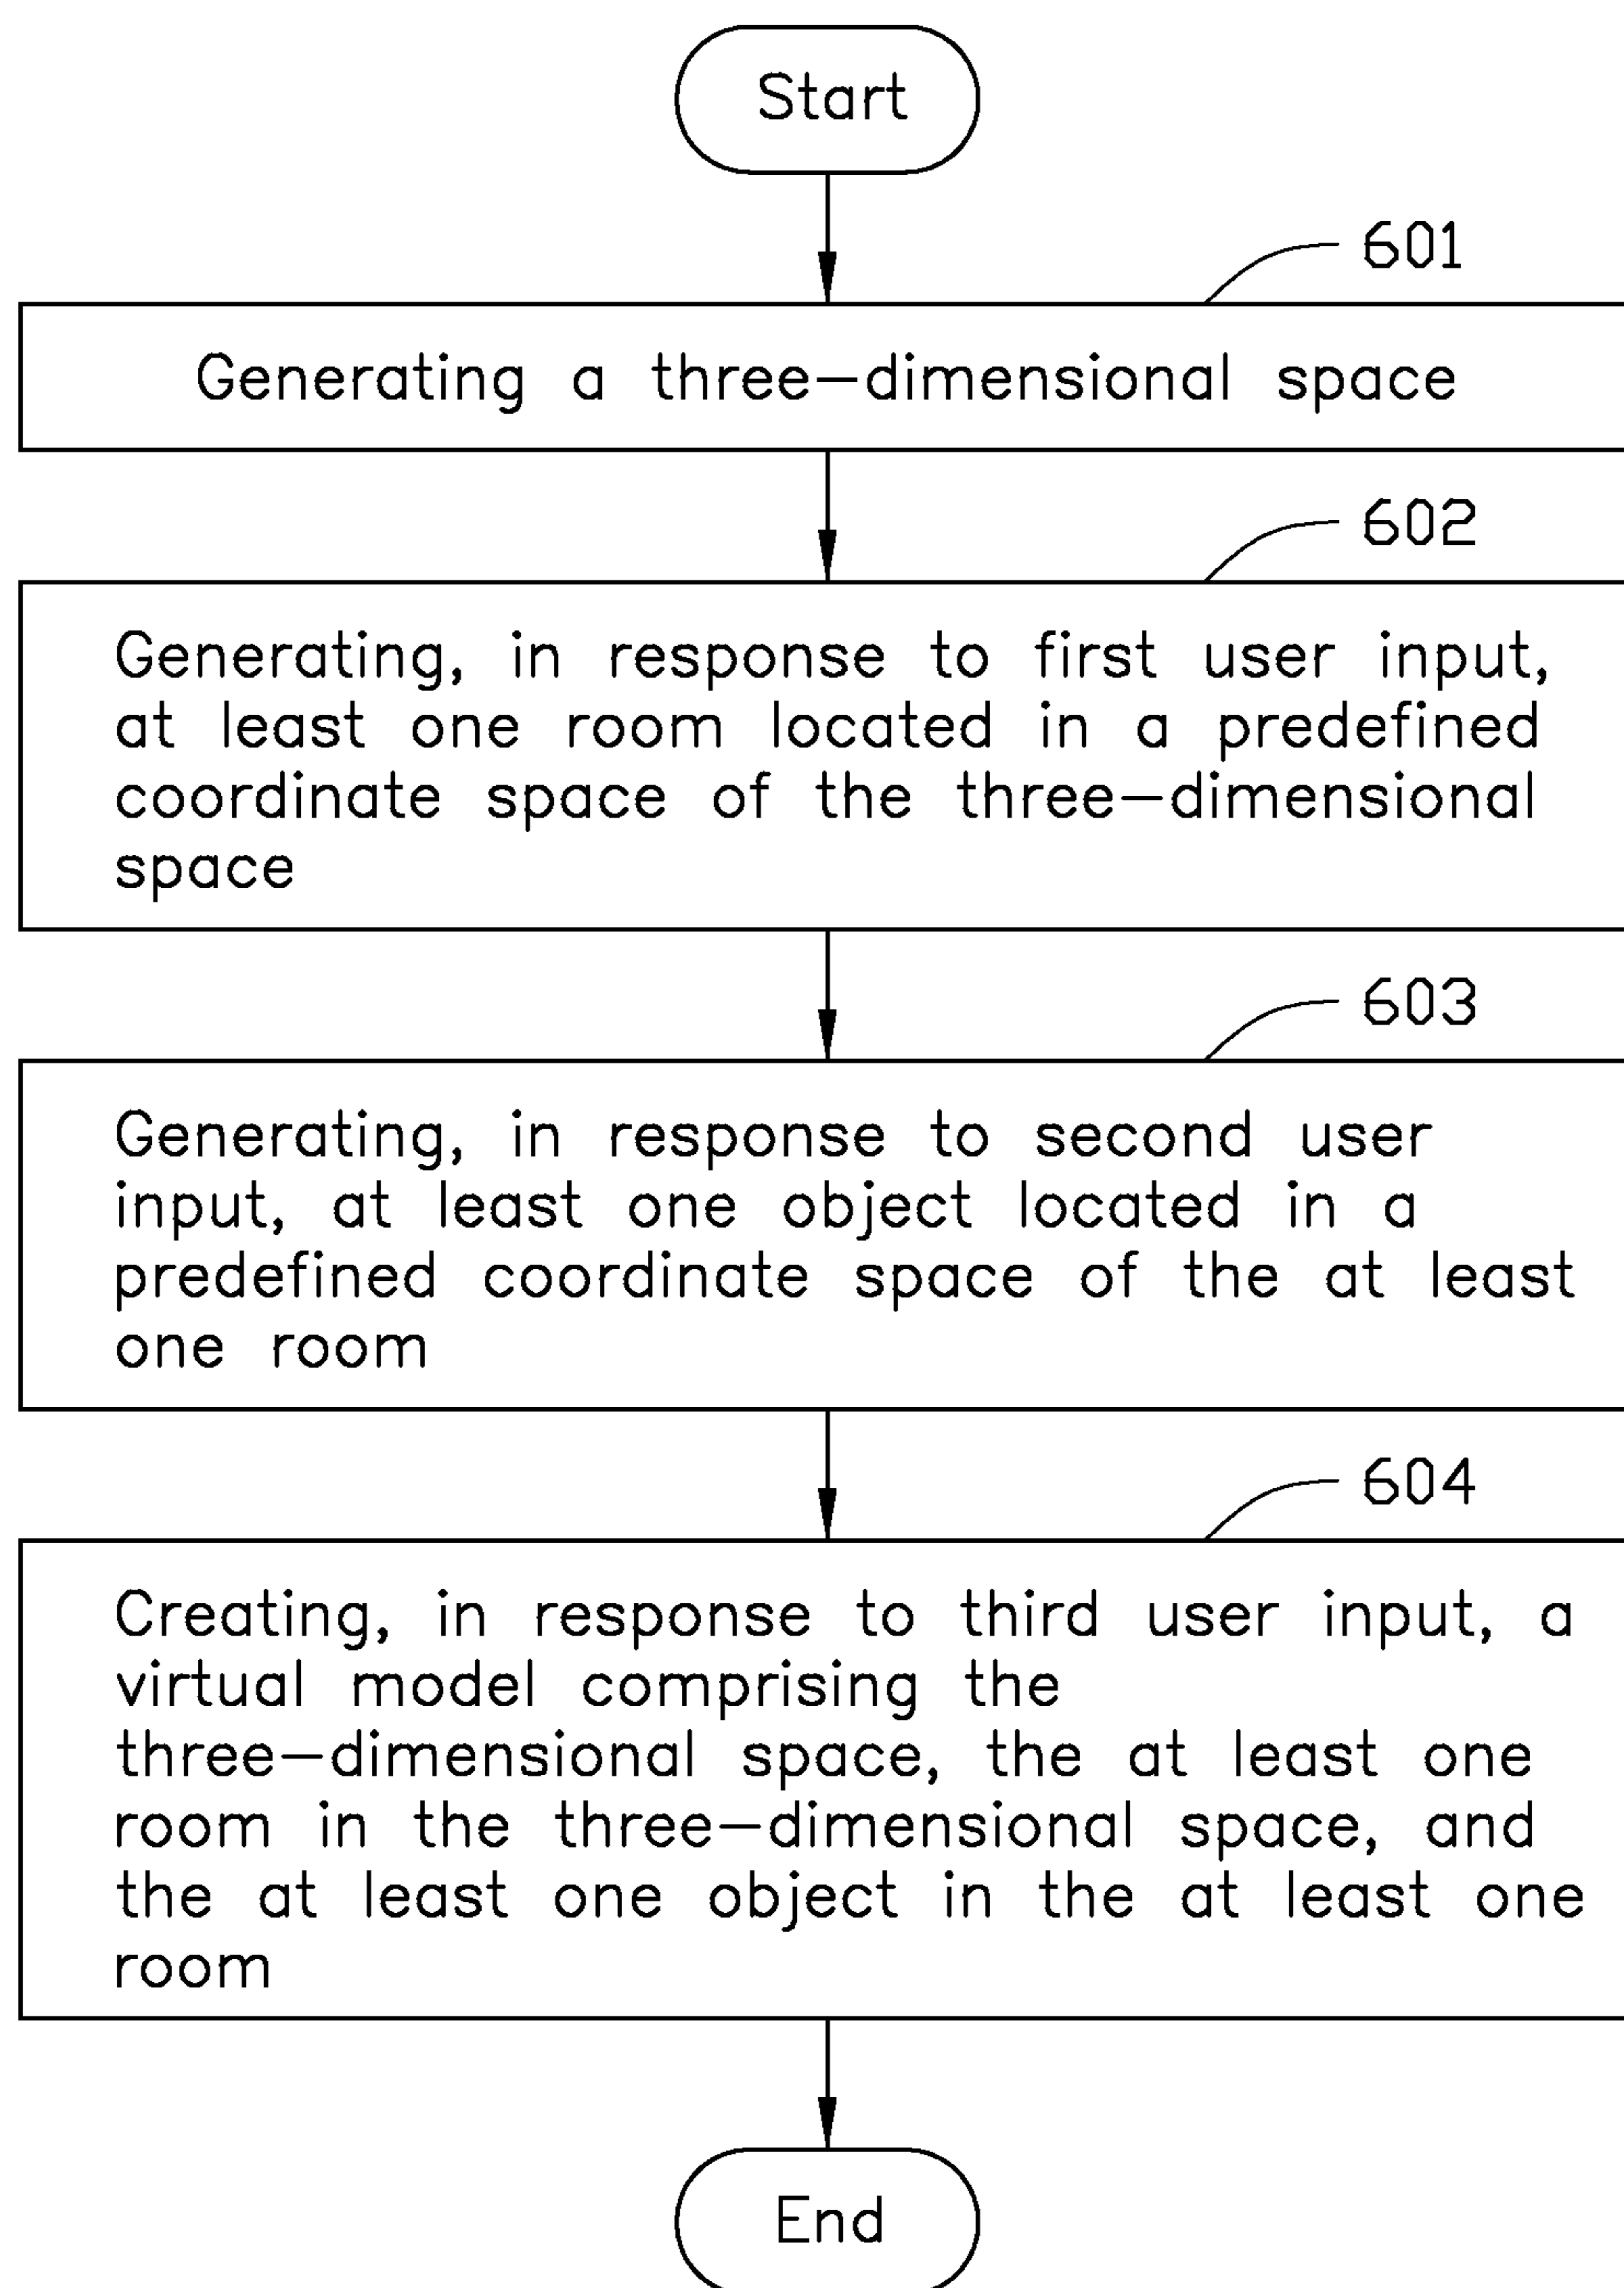 Start
601
Generating a three-dimensional space
602
Generating, in response to first user input,
at least one room located in a predefined
coordinate space of the three-dimensional
space
603
Generating, in response to second user
input, at least one object located in a
predefined coordinate space of the at least
one room
604
Creating, in response to third user input, a
virtual model comprising the
three-dimensional space, the at least one
room in the three-dimensional space, and
the at least one object in the at least one
room
End